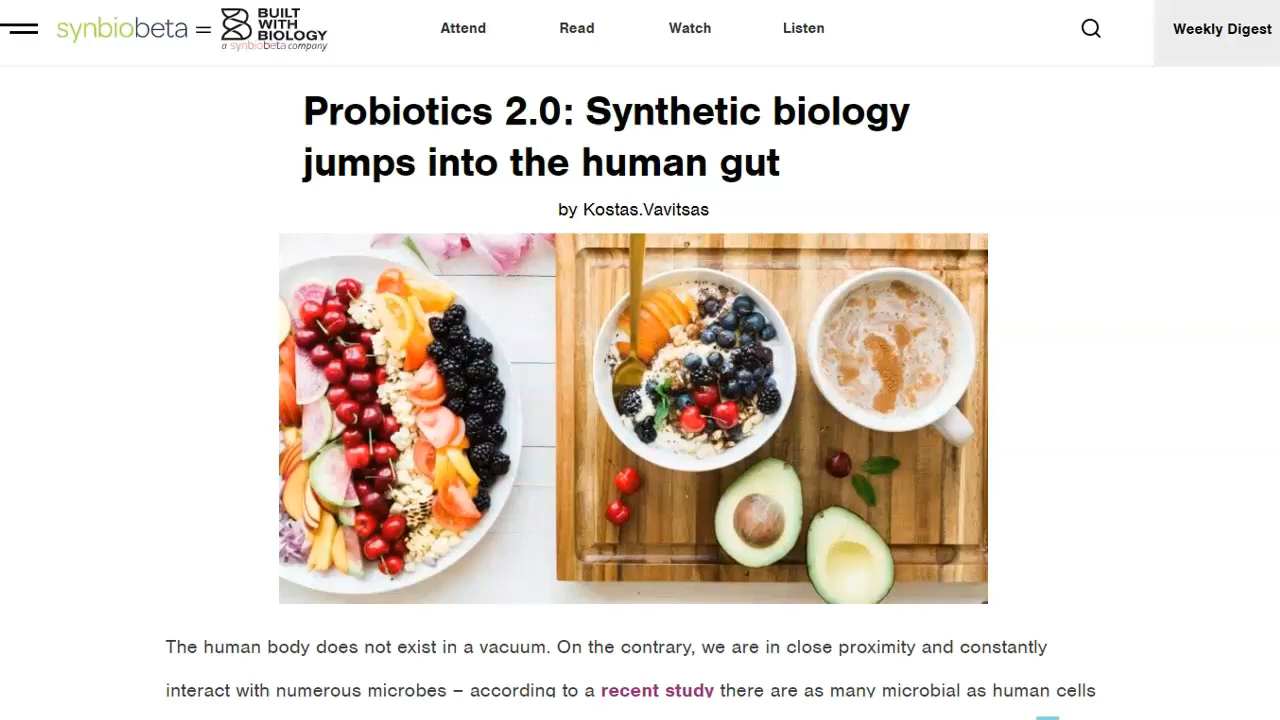 synbiobeta
BUILT
WITH
BIOLOGY
a synbiobeta company
Attend
Read
Watch
Listen
Weekly Digest
Probiotics 2.0: Synthetic biology
jumps into the human gut
by Kostas.Vavitsas
The human body does not exist in a vacuum. On the contrary, we are in close proximity and constantly
interact with numerous microbes – according to a recent study there are as many microbial as human cells